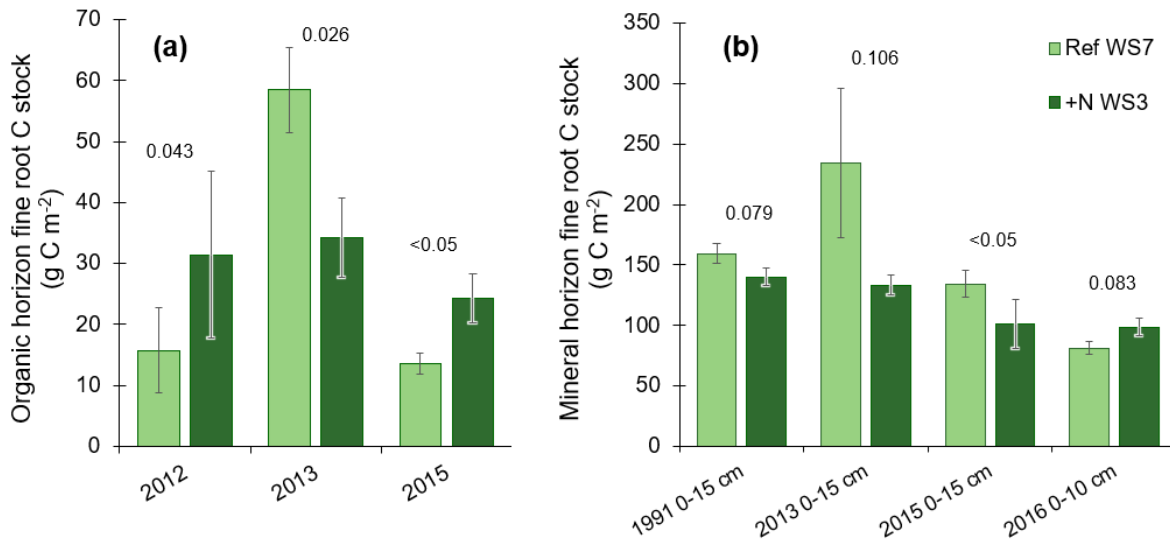 (a)
Organic horizon fine root C stock
(g C m⁻²)
70
60
50
40
30
20
10
0
0.043
0.026
<0.05
2012
2013
2015
(b)
Mineral horizon fine root C stock
(g C m⁻²)
350
300
250
200
150
100
50
0
0.079
0.106
<0.05
0.083
1991 0-15 cm
2013 0-15 cm
2015 0-15 cm
2016 0-10 cm
Ref WS7
+N WS3